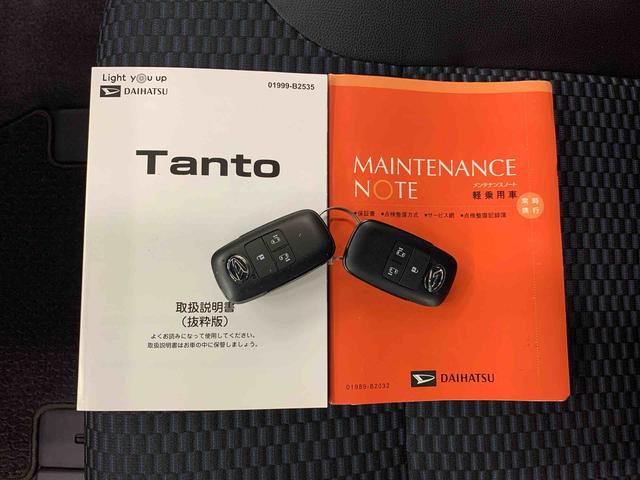 Light you up
DAIHATSU
01999-B2535
Tanto
取扱説明書
（抜粋版）
よくお読みになって使用してください。
取扱説明書はお車の中に保管しましょう。
MAINTENANCE
NOTE
メンテナンスノート
軽乗用車
常時
携行
•保証書 •点検整備方式 •サービス網 •点検整備記録簿
01989-B2032
DAIHATSU